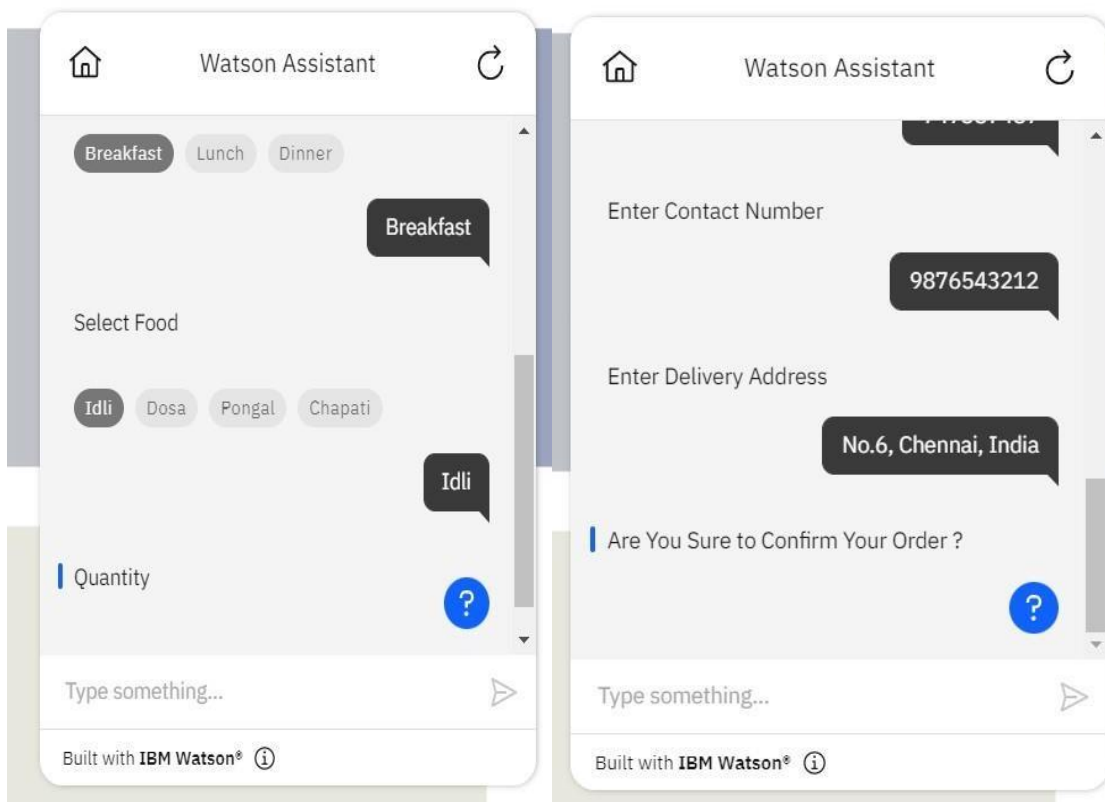 Watson Assistant
Breakfast Lunch Dinner
Breakfast
Select Food
Idli Dosa Pongal Chapati
Idli
Quantity
?
Type something...
Built with IBM Watson®
Watson Assistant
Enter Contact Number
9876543212
Enter Delivery Address
No.6, Chennai, India
Are You Sure to Confirm Your Order ?
?
Type something...
Built with IBM Watson®